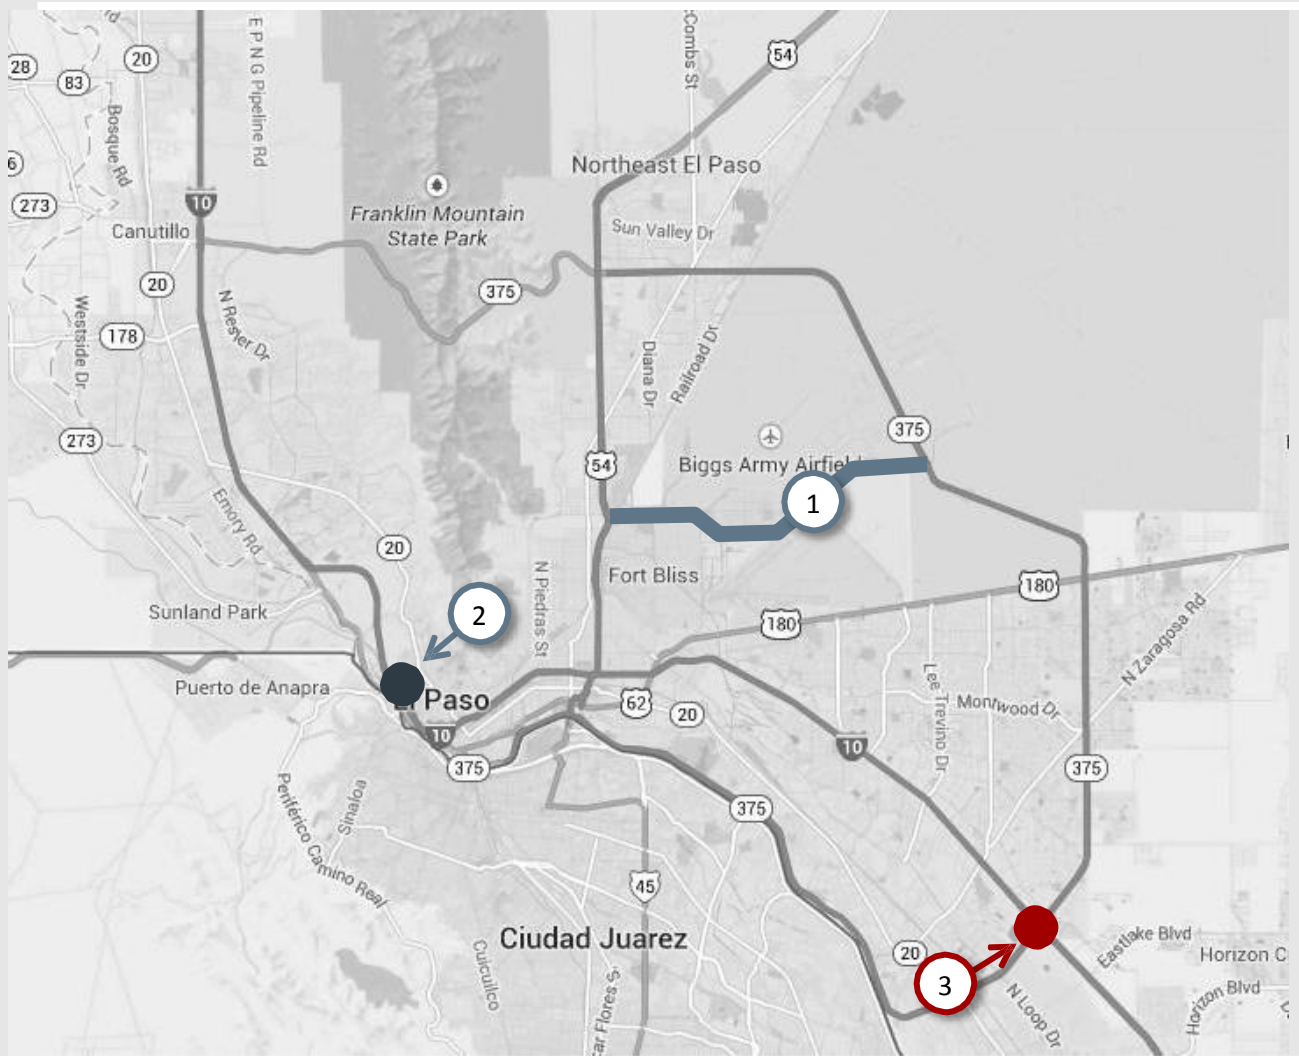 rd
E P N G Pipeline Rd
cCombs St
54
28
20
83
Bosque Rd
Northeast El Paso
6
273
10
Franklin Mountain
State Park
Canutillo
Sun Valley Dr
20
375
N Resler Dr
Westside Dr
178
Diana Dr
Railroad Dr
273
375
54
Biggs Army Airfield
1
Emory Rd
20
N Piedras St
Fort Bliss
180
2
Sunland Park
180
N Zaragosa Rd
Puerto de Anapra
El Paso
Lee Trevino Dr
Montwood Dr
62
20
10
10
375
375
Periférico Camino Real
Sinaloa
375
45
Ciudad Juarez
Cuicuilco
car Flores S.
20
3
Eastlake Blvd
Horizon C
N Loop Dr
Horizon Blvd